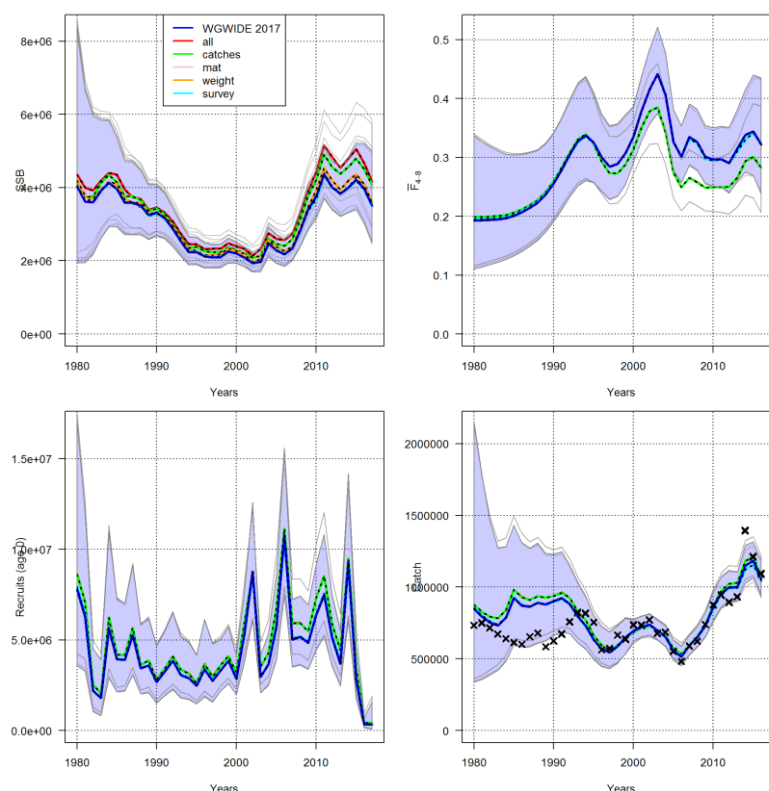 WGWIDE 2017
all
catches
mat
weight
survey
8e+06
6e+06
4e+06
2e+06
0e+00
SSB
1980
1990
2000
2010
Years
0.5
0.4
0.3
0.2
0.1
0.0
F4-8
1980
1990
2000
2010
Years
1.5e+07
1.0e+07
5.0e+06
0.0e+00
Recruits (age 0)
1980
1990
2000
2010
Years
2000000
1500000
1000000
500000
0
Catch
1980
1990
2000
2010
Years